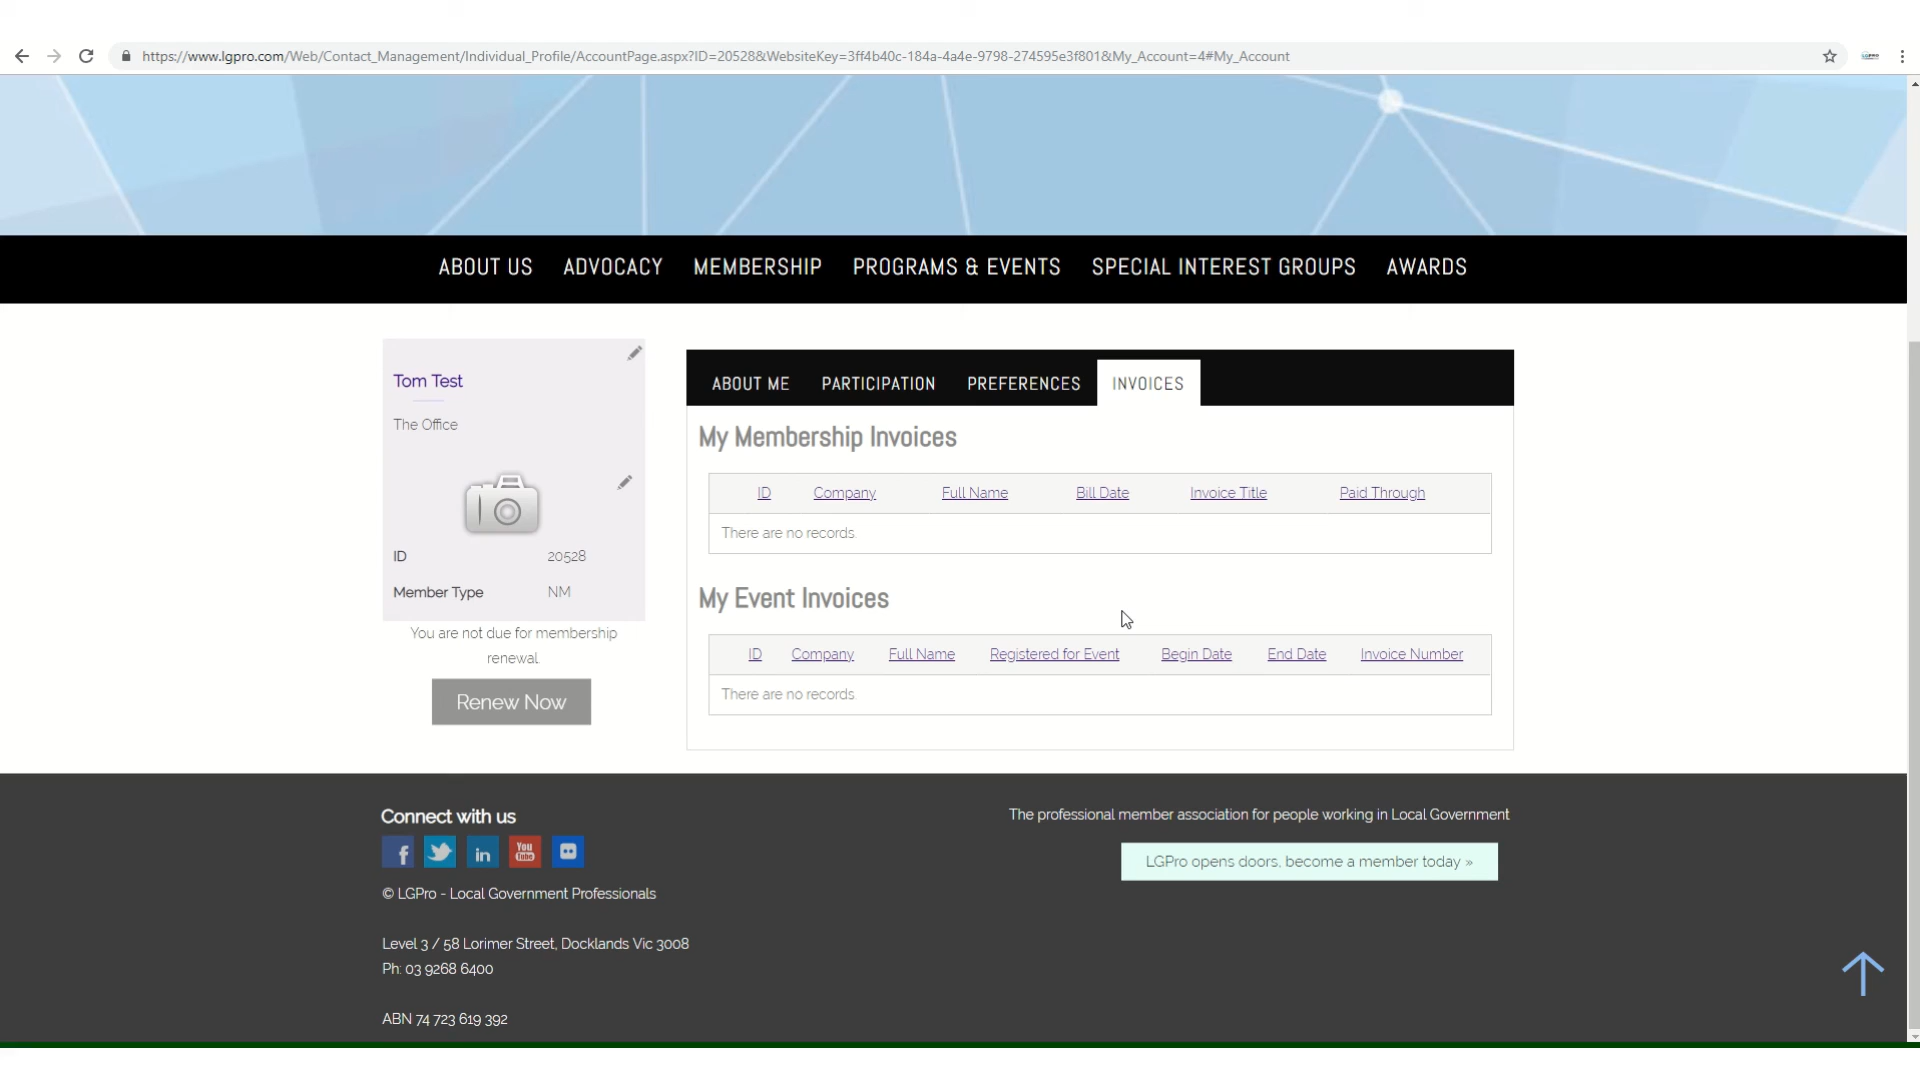 https://www.lgpro.com/Web/Contact_Management/Individual_Profile/AccountPage.aspx?ID=20528&WebsiteKey=3ff4b40c-184a-4a4e-9798-274595e3f801&My_Account=4#My_Account
ABOUT US ADVOCACY MEMBERSHIP PROGRAMS & EVENTS SPECIAL INTEREST GROUPS AWARDS
Tom Test
The Office
ID 20528
Member Type NM
You are not due for membership
renewal.
Renew Now
ABOUT ME PARTICIPATION PREFERENCES INVOICES
My Membership Invoices
ID Company Full Name Bill Date Invoice Title Paid Through
There are no records.
My Event Invoices
ID Company Full Name Registered for Event Begin Date End Date Invoice Number
There are no records.
Connect with us
f in You Tube
© LGPro - Local Government Professionals
Level 3 / 58 Lorimer Street, Docklands Vic 3008
Ph: 03 9268 6400
ABN 74 723 619 392
The professional member association for people working in Local Government
LGPro opens doors, become a member today »